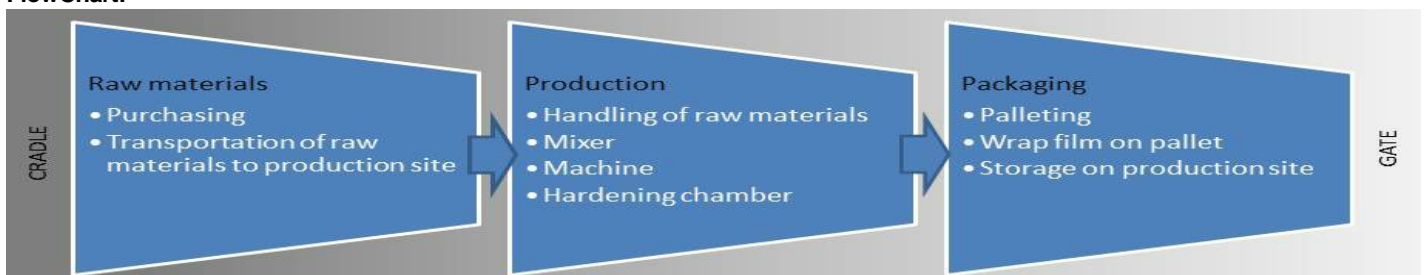 CRADLE
Raw materials
• Purchasing
• Transportation of raw
materials to production site
Production
• Handling of raw materials
• Mixer
• Machine
• Hardening chamber
Packaging
• Palleting
• Wrap film on pallet
• Storage on production site
GATE